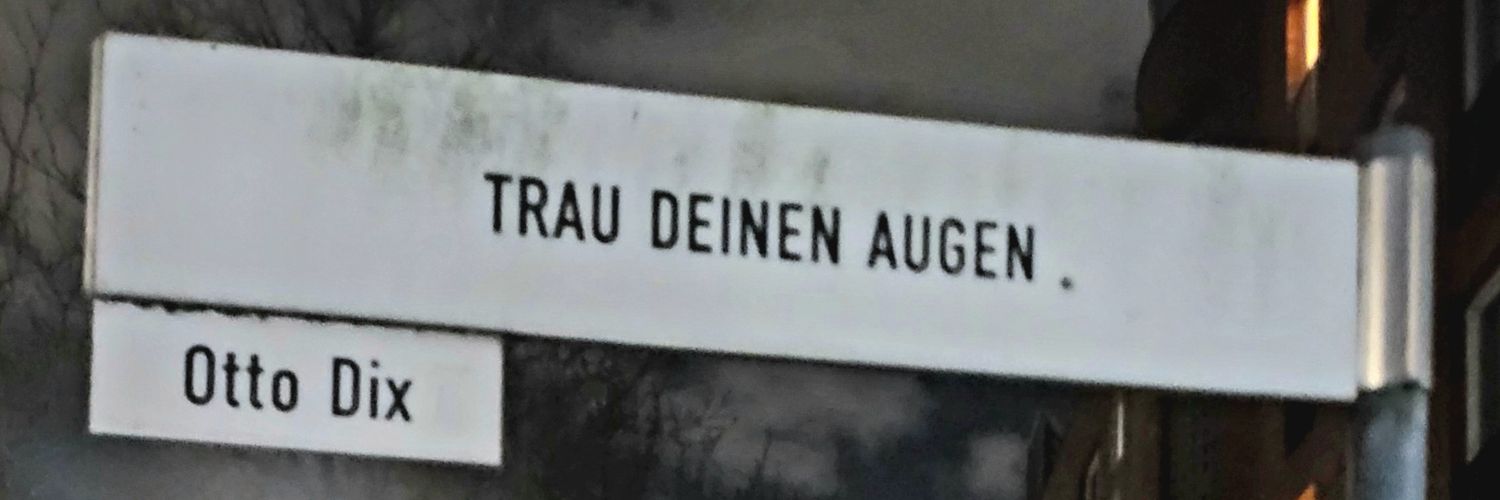 TRAU DEINEN AUGEN .
Otto Dix